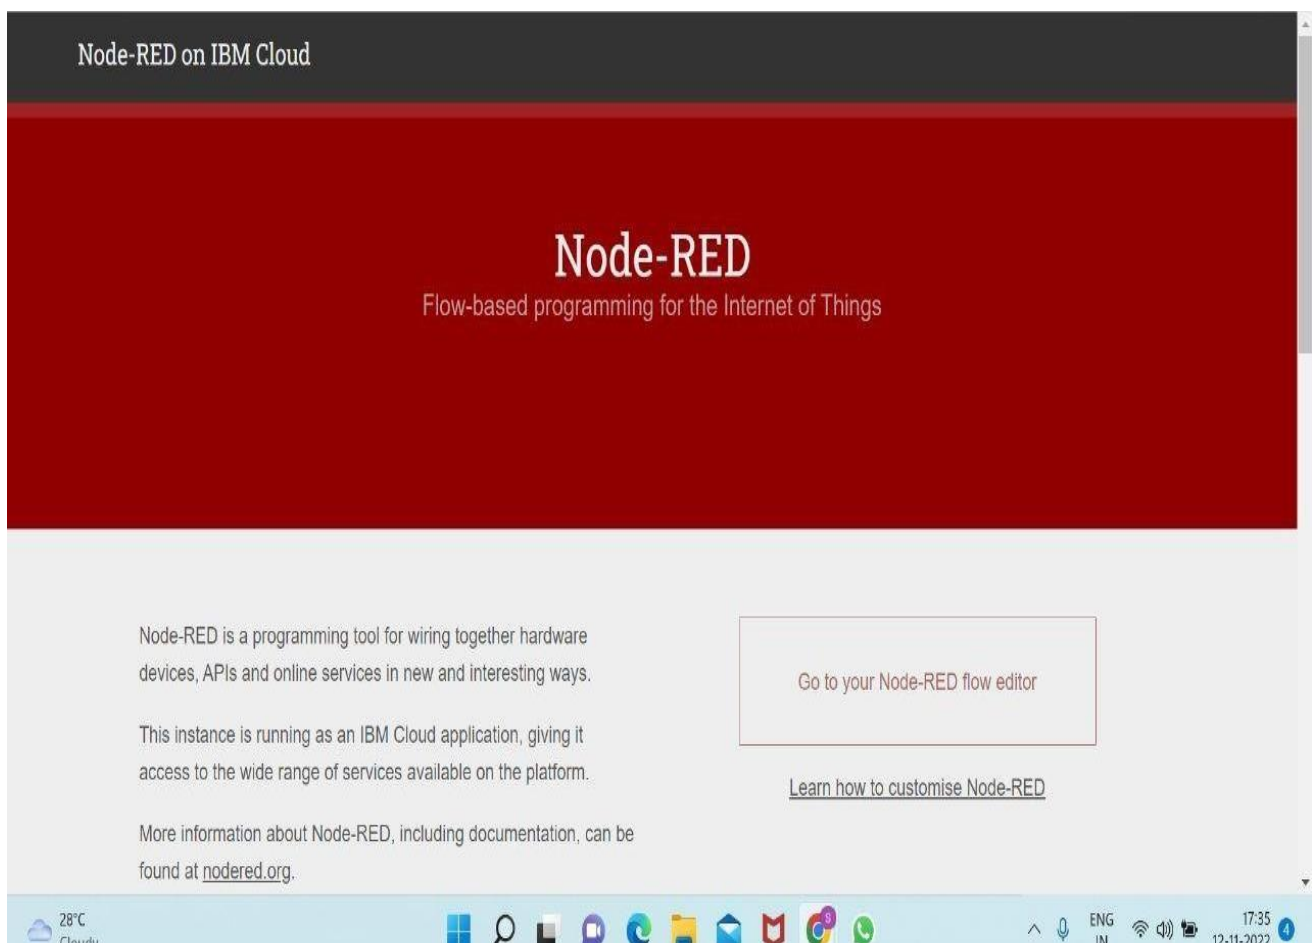 Node-RED on IBM Cloud
Node-RED
Flow-based programming for the Internet of Things
Node-RED is a programming tool for wiring together hardware
devices, APIs and online services in new and interesting ways.
This instance is running as an IBM Cloud application, giving it
access to the wide range of services available on the platform.
More information about Node-RED, including documentation, can be
found at nodered.org.
Go to your Node-RED flow editor
Learn how to customise Node-RED
28°C
Cloudy
S
ENG
IN
17:35
12-11-2022
4